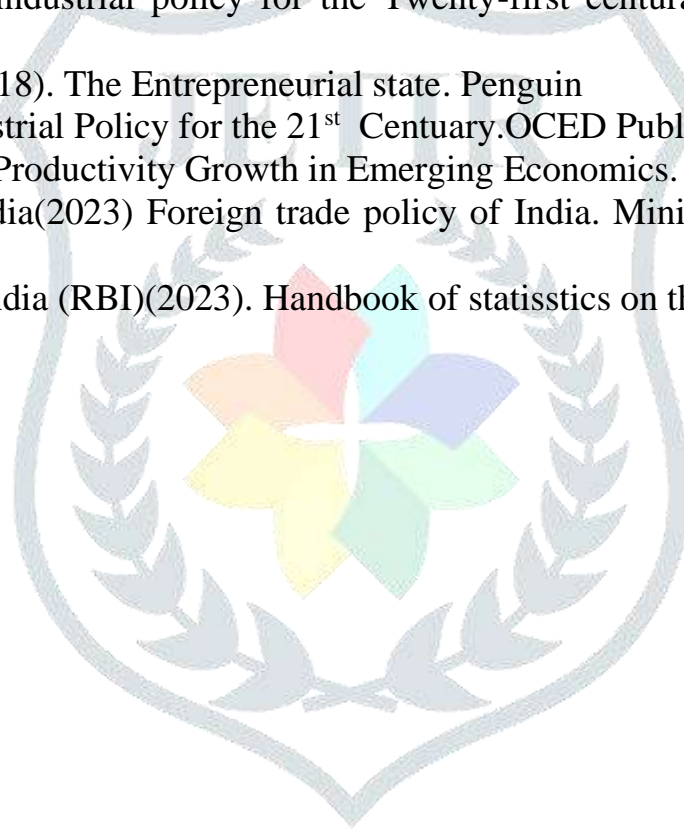 ndustrial policy for the Twenty-first centura
18). The Entrepreneurial state. Penguin
strial Policy for the 21st Centuary.OCED Publ
Productivity Growth in Emerging Economics.
dia(2023) Foreign trade policy of India. Mini
ndia (RBI)(2023). Handbook of statisstics on th
JETIR